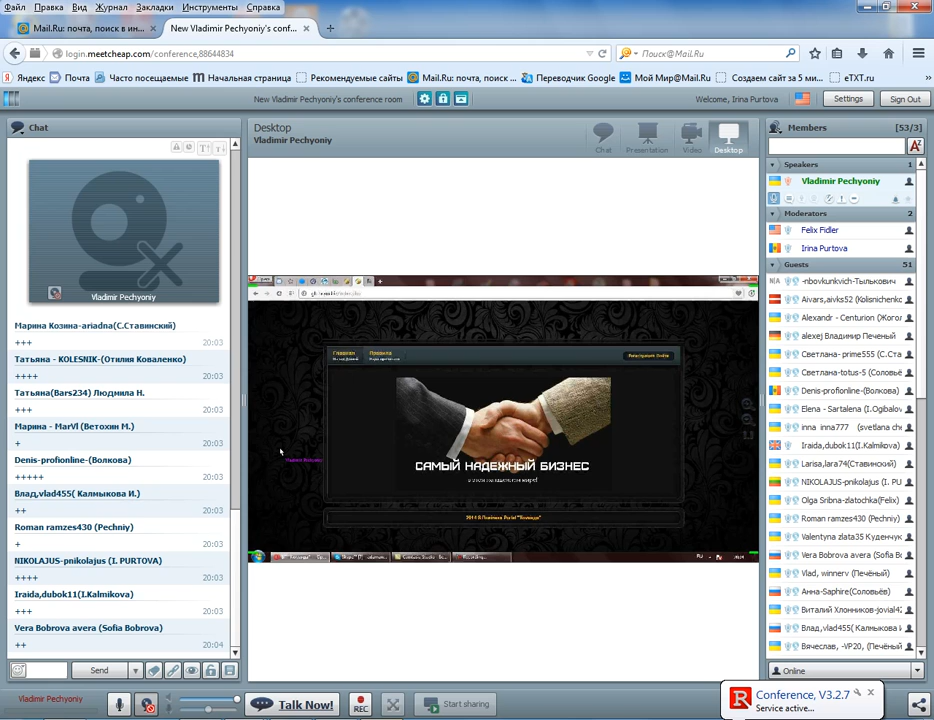 Файл Правка Вид Журнал Закладки Инструменты Справка
Mail.Ru: почта, поиск в ин...
New Vladimir Pechyoniy's conf...
login.meetcheap.com/conference,88644834
Поиск@Mail.Ru
Яндекс Почта Часто посещаемые Начальная страница Рекомендуемые сайты Mail.Ru: почта, поиск ... Переводчик Google Мой Мир@Mail.Ru Создаем сайт за 5 ми... eTXT.ru
New Vladimir Pechyoniy's conference room
Welcome, Irina Purtova
Settings
Sign Out
Chat
Vladimir Pechyoniy
Марина Козина-ariadna(С.Ставинский)
+++ 20:03
Татьяна - KOLESNIK-(Отилия Коваленко)
++++ 20:03
Татьяна(Bars234) Людмила Н.
+++ 20:03
Марина - MarVl (Ветохин М.)
+ 20:03
Denis-profionline-(Волкова)
+++++ 20:03
Влад,vlad455( Калмыкова И.)
++ 20:03
Roman ramzes430 (Pechniy)
+ 20:03
NIKOLAJUS-pnikolajus (I. PURTOVA)
++++ 20:03
Iraida,dubok11(I.Kalmikova)
+++ 20:03
Vera Bobrova avera (Sofia Bobrova)
++ 20:04
Send
Desktop
Vladimir Pechyoniy
Chat
Presentation
Video
Desktop
Главная
Правила
САМЫЙ НАДЕЖНЫЙ БИЗНЕС
Members [53/3]
Speakers 1
Vladimir Pechyoniy
Moderators 2
Felix Fidler
Irina Purtova
Guests 51
N/A -nbovkunkvich-Тылькович
Aivars,aivks52 (Kolisnichenko
Alexandr - Centurion (Жогол
alexej Владимир Печеный
Светлана- prime555 (С.Ста
Светлана-totus-5 (Соловьё
Denis-profionline-(Волкова)
Elena - Sartalena (I.Ogibalov
inna inna777 (svetlana ch
Iraida,dubok11(I.Kalmikova)
Larisa,lara74(Ставинский)
NIKOLAJUS-pnikolajus (I. PU
Olga Sribna-zlatochka(Felix)
Roman ramzes430 (Pechniy)
Valentyna zlata35 Куденчук
Vera Bobrova avera (Sofia Bo
Vlad, winnerv (Печёный)
Анна-Saphire(Соловьёв)
Виталий Хлонников-jovial42
Влад,vlad455( Калмыкова И
Вячеслав, -VP20, (Печёный
Online
Vladimir Pechyoniy
Talk Now!
REC
Start sharing
Conference, V3.2.7
Service active...